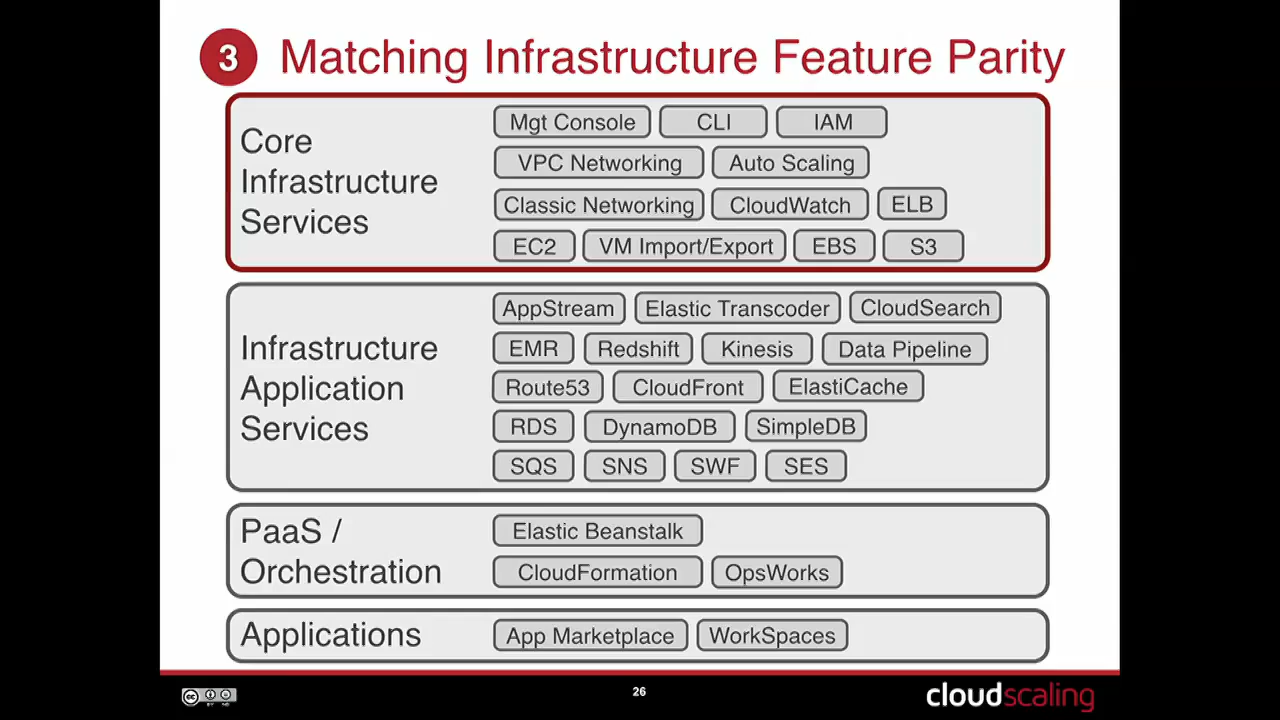 3 Matching Infrastructure Feature Parity
Core
Infrastructure
Services
Mgt Console CLI IAM
VPC Networking Auto Scaling
Classic Networking CloudWatch ELB
EC2 VM Import/Export EBS S3
Infrastructure
Application
Services
AppStream Elastic Transcoder CloudSearch
EMR Redshift Kinesis Data Pipeline
Route53 CloudFront ElastiCache
RDS DynamoDB SimpleDB
SQS SNS SWF SES
PaaS /
Orchestration
Elastic Beanstalk
CloudFormation OpsWorks
Applications
App Marketplace WorkSpaces
cc BY ND
26
cloudscaling